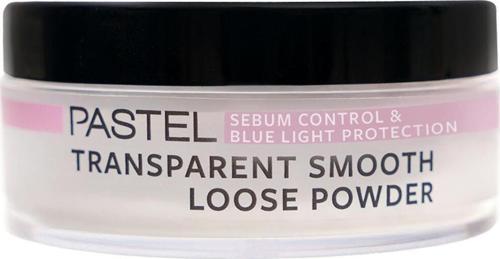 PASTEL
SEBUM CONTROL &
BLUE LIGHT PROTECTION
TRANSPARENT SMOOTH
LOOSE POWDER